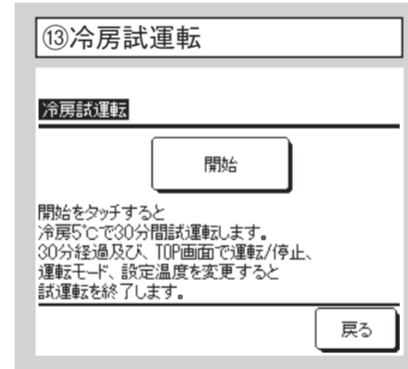 ⑬冷房試運転
冷房試運転
開始
開始をタッチすると
冷房5℃で30分間試運転します。
30分経過及び、TOP画面で運転/停止、
運転モード、設定温度を変更すると
試運転を終了します。
戻る